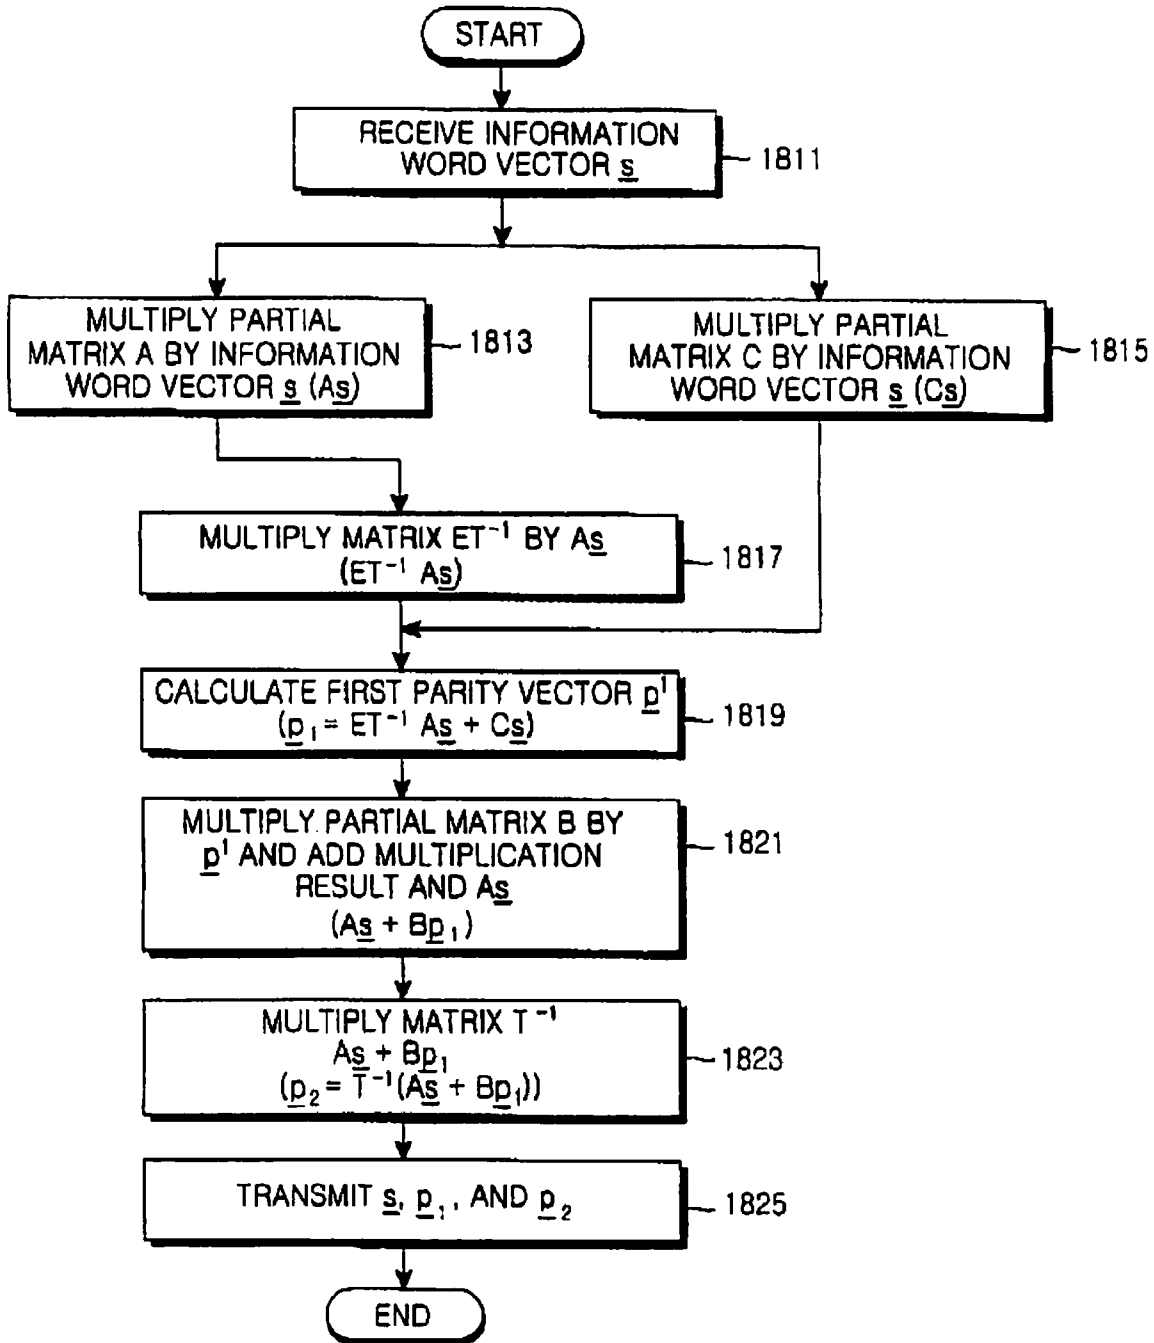 START
RECEIVE INFORMATION
WORD VECTOR s
1811
MULTIPLY PARTIAL
MATRIX A BY INFORMATION
WORD VECTOR s (As)
1813
MULTIPLY PARTIAL
MATRIX C BY INFORMATION
WORD VECTOR s (Cs)
1815
MULTIPLY MATRIX ET⁻¹ BY As
(ET⁻¹ As)
1817
CALCULATE FIRST PARITY VECTOR p¹
(p₁ = ET⁻¹ As + Cs)
1819
MULTIPLY PARTIAL MATRIX B BY
p¹ AND ADD MULTIPLICATION
RESULT AND As
(As + Bp₁)
1821
MULTIPLY MATRIX T⁻¹
As + Bp₁
(p₂ = T⁻¹(As + Bp₁))
1823
TRANSMIT s, p₁, AND p₂
1825
END